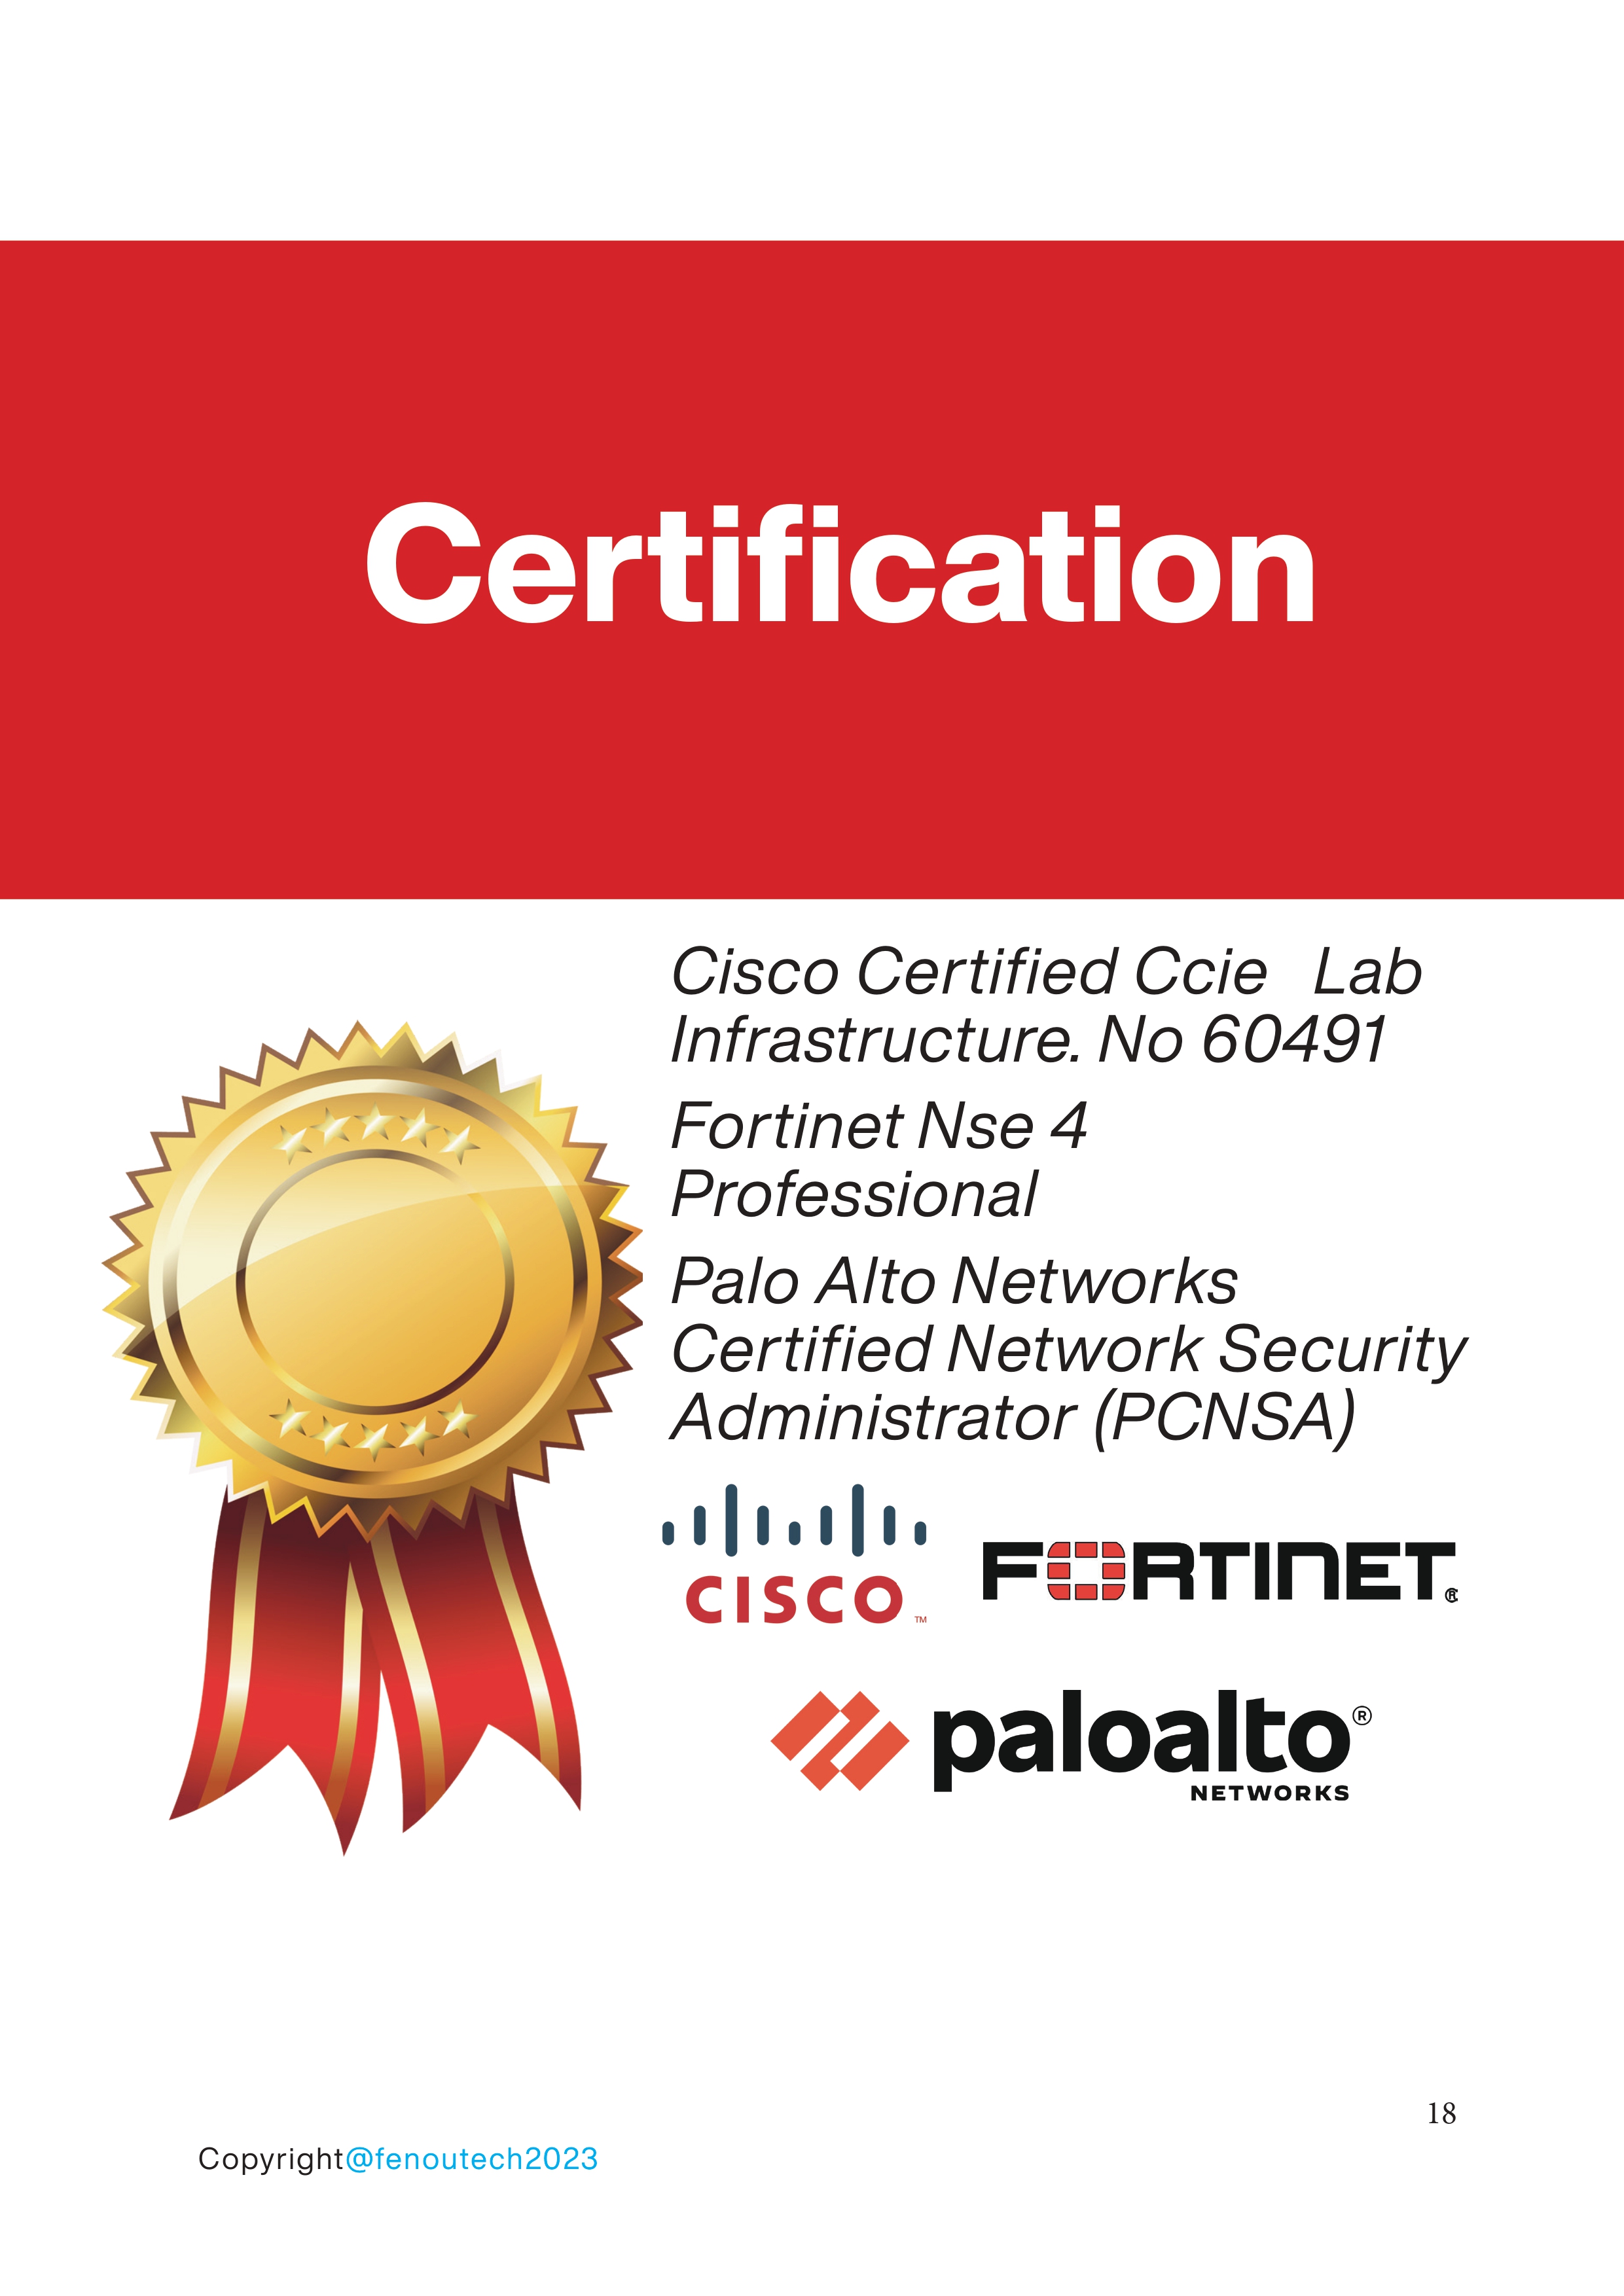 Certification
Cisco Certified Ccie Lab
Infrastructure. No 60491
Fortinet Nse 4
Professional
Palo Alto Networks
Certified Network Security
Administrator (PCNSA)
CISCO™
FORTINET®
paloalto®
NETWORKS
18
Copyright@fenoutech2023